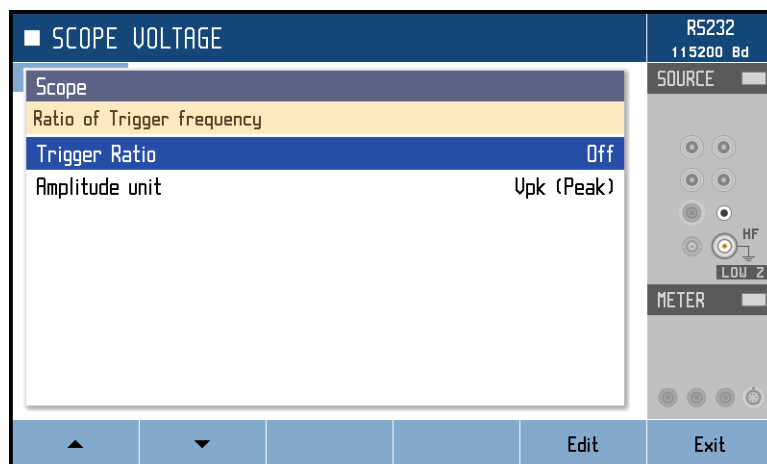 SCOPE VOLTAGE
RS232
115200 Bd
SOURCE
Scope
Ratio of Trigger frequency
Trigger Ratio Off
Amplitude unit Vpk (Peak)
HF
LOW Z
METER
Edit
Exit